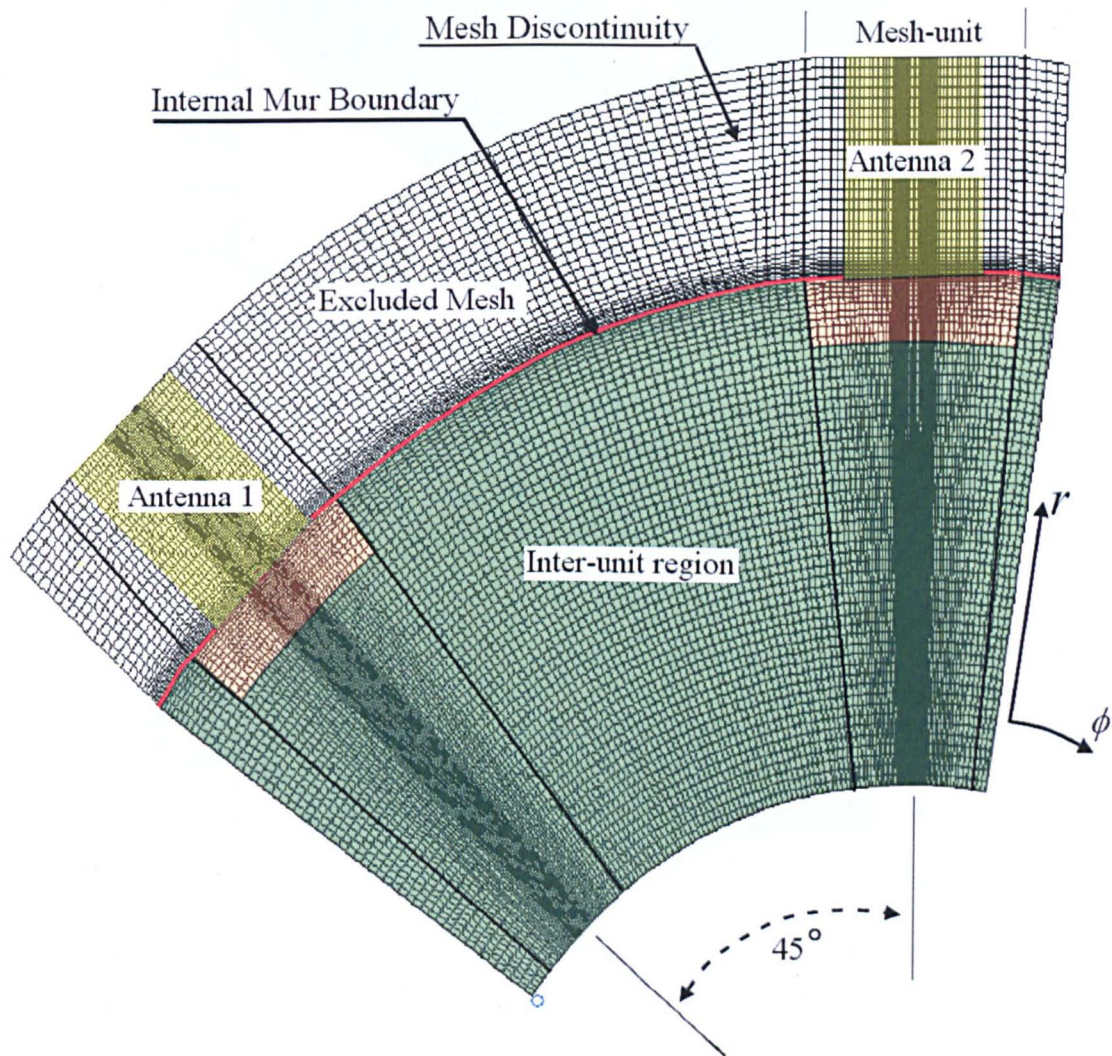 Mesh Discontinuity
Mesh-unit
Internal Mur Boundary
Antenna 2
Excluded Mesh
Antenna 1
r
Inter-unit region
ϕ
45°